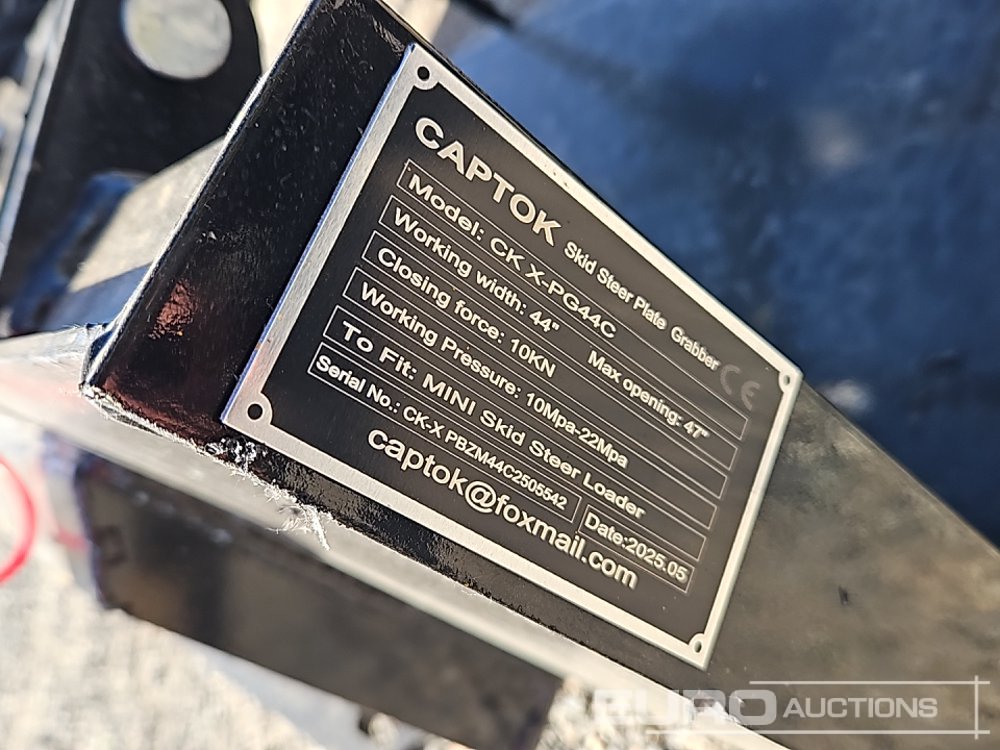 CAPTOK Skid Steer Plate Grabber CE
Model: CK X-PG44C
Working width: 44" Max opening: 47"
Closing force: 10KN
Working Pressure: 10Mpa-22Mpa
To Fit: MINI Skid Steer Loader
Serial No.: CK-X PBZM44C2505542 Date:2025.05
captok@foxmail.com
EURO AUCTIONS